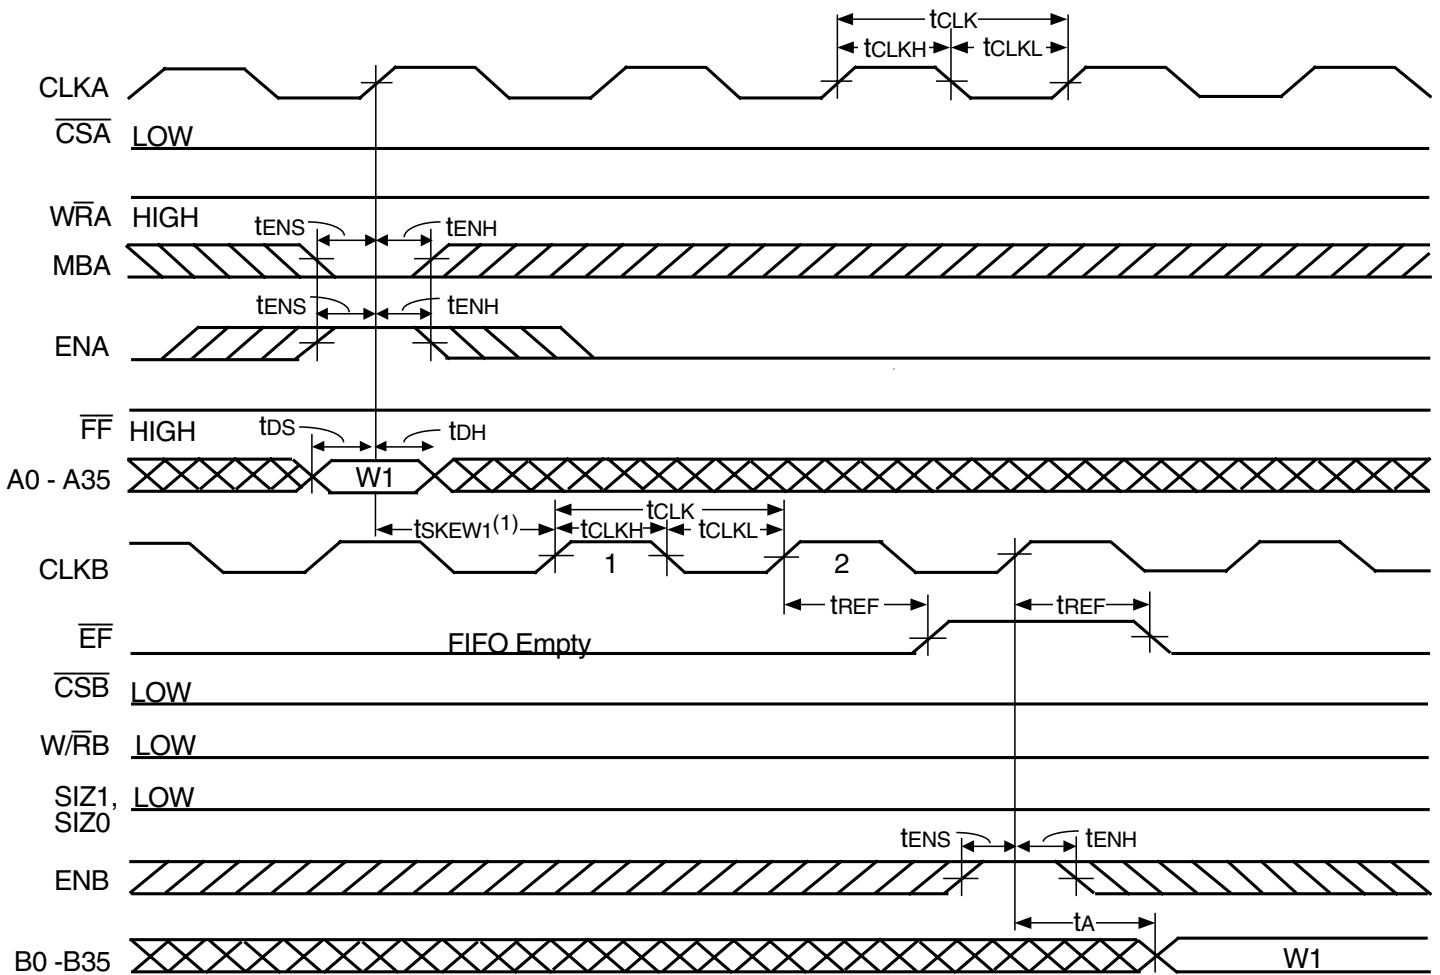 tCLK
tCLKH tCLKL
CLKA
CSA LOW
WRA HIGH
tENS tENH
MBA
tENS tENH
ENA
FF HIGH
tDS tDH
A0 - A35 W1
tCLK
tSKEW1(1) tCLKH tCLKL
CLKB 1 2
tREF tREF
EF FIFO Empty
CSB LOW
W/RB LOW
SIZ1, LOW
SIZ0
tENS tENH
ENB
tA
B0 -B35 W1